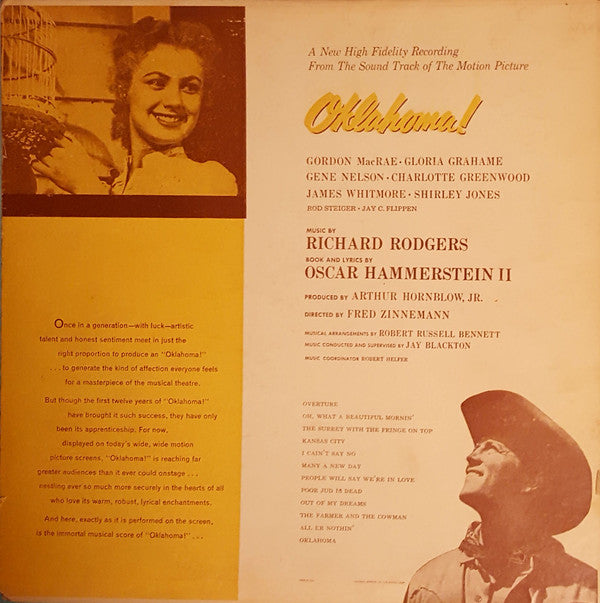 A New High Fidelity Recording
From The Sound Track of The Motion Picture
Oklahoma!
GORDON MacRAE • GLORIA GRAHAME
GENE NELSON • CHARLOTTE GREENWOOD
JAMES WHITMORE • SHIRLEY JONES
ROD STEIGER • JAY C. FLIPPEN
MUSIC BY
RICHARD RODGERS
BOOK AND LYRICS BY
OSCAR HAMMERSTEIN II
PRODUCED BY ARTHUR HORNBLOW, JR.
DIRECTED BY FRED ZINNEMANN
MUSICAL ARRANGEMENTS BY ROBERT RUSSELL BENNETT
MUSIC CONDUCTED AND SUPERVISED BY JAY BLACKTON
MUSIC COORDINATOR ROBERT HELFER
Once in a generation—with luck—artistic
talent and honest sentiment meet in just the
right proportion to produce an "Oklahoma!"
. . . to generate the kind of affection everyone feels
for a masterpiece of the musical theatre.
But though the first twelve years of "Oklahoma!"
have brought it such success, they have only
been its apprenticeship. For now,
displayed on today's wide, wide motion
picture screens, "Oklahoma!" is reaching far
greater audiences than it ever could onstage . . .
nestling ever so much more securely in the hearts of all
who love its warm, robust, lyrical enchantments.
And here, exactly as it is performed on the screen,
is the immortal musical score of "Oklahoma!" . . .
OVERTURE
OH, WHAT A BEAUTIFUL MORNIN'
THE SURREY WITH THE FRINGE ON TOP
KANSAS CITY
I CAIN'T SAY NO
MANY A NEW DAY
PEOPLE WILL SAY WE'RE IN LOVE
POOR JUD IS DEAD
OUT OF MY DREAMS
THE FARMER AND THE COWMAN
ALL ER NOTHIN'
OKLAHOMA